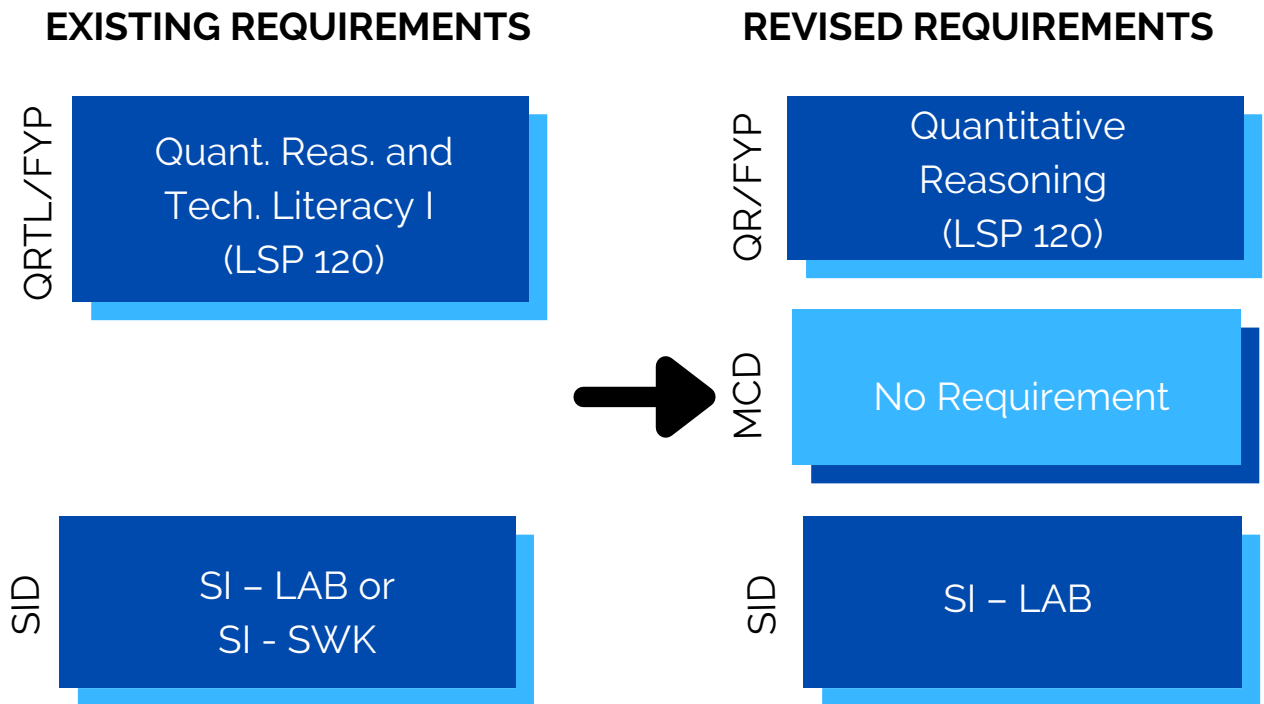 EXISTING REQUIREMENTS
QRTL/FYP
Quant. Reas. and
Tech. Literacy I
(LSP 120)
SID
SI – LAB or
SI - SWK
REVISED REQUIREMENTS
QR/FYP
Quantitative
Reasoning
(LSP 120)
MCD
No Requirement
SID
SI – LAB